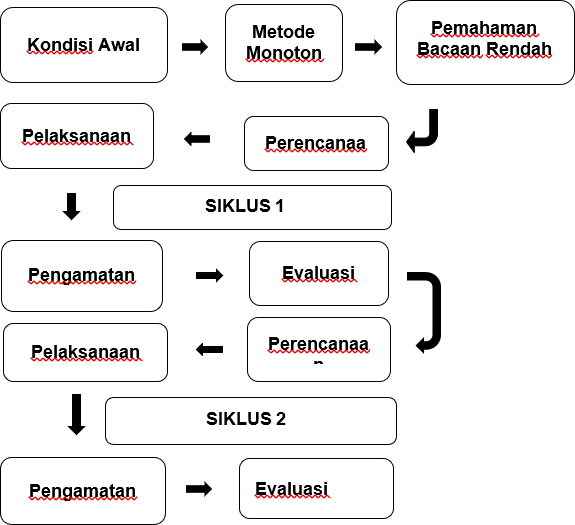 Kondisi Awal
Metode
Monoton
Pemahaman
Bacaan Rendah
Pelaksanaan
Perencanaa
SIKLUS 1
Pengamatan
Evaluasi
Pelaksanaan
Perencanaa
n
SIKLUS 2
Pengamatan
Evaluasi